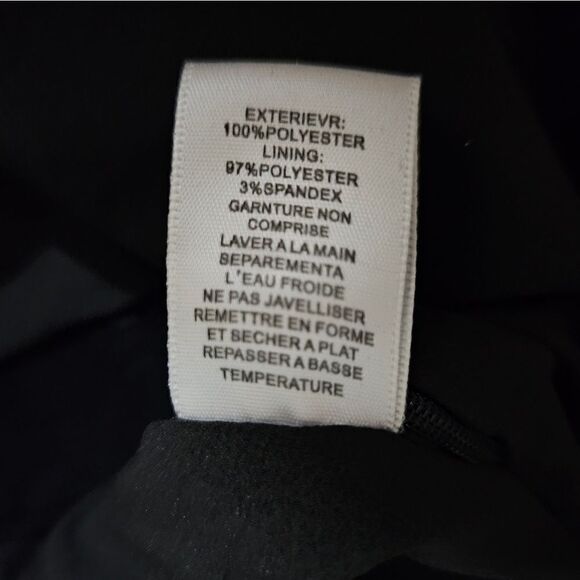 EXTERIEVR:
100%POLYESTER
LINING:
97%POLYESTER
3%SPANDEX
GARNTURE NON
COMPRISE
LAVER A LA MAIN
SEPAREMENTA
L'EAU FROIDE
NE PAS JAVELLISER
REMETTRE EN FORME
ET SECHER A PLAT
REPASSER A BASSE
TEMPERATURE